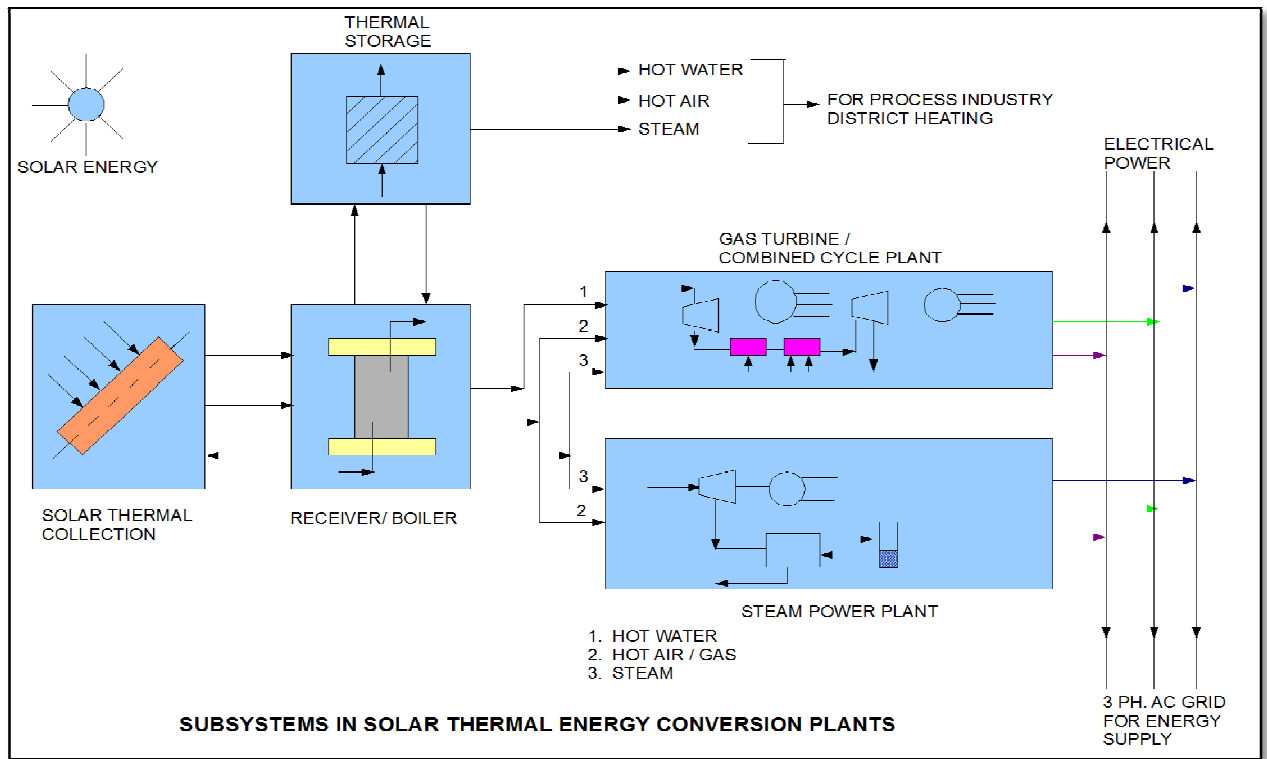 THERMAL
STORAGE
HOT WATER
HOT AIR
STEAM
FOR PROCESS INDUSTRY
DISTRICT HEATING
SOLAR ENERGY
ELECTRICAL
POWER
GAS TURBINE /
COMBINED CYCLE PLANT
1
2
3
3
2
SOLAR THERMAL
COLLECTION
RECEIVER/ BOILER
STEAM POWER PLANT
1. HOT WATER
2. HOT AIR / GAS
3. STEAM
3 PH. AC GRID
FOR ENERGY
SUPPLY
SUBSYSTEMS IN SOLAR THERMAL ENERGY CONVERSION PLANTS